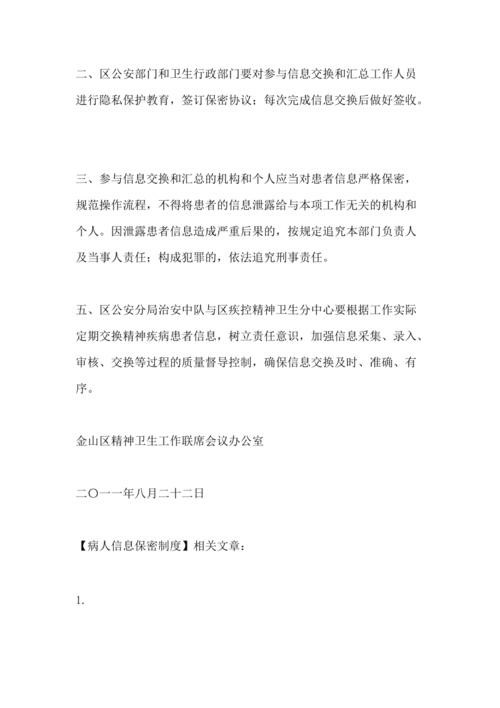 二、区公安部门和卫生行政部门要对参与信息交换和汇总工作人员
进行隐私保护教育，签订保密协议；每次完成信息交换后做好签收。
三、参与信息交换和汇总的机构和个人应当对患者信息严格保密，
规范操作流程，不得将患者的信息泄露给与本项工作无关的机构和
个人。因泄露患者信息造成严重后果的，按规定追究本部门负责人
及当事人责任；构成犯罪的，依法追究刑事责任。
五、区公安分局治安中队与区疾控精神卫生分中心要根据工作实际
定期交换精神疾病患者信息，树立责任意识，加强信息采集、录入、
审核、交换等过程的质量督导控制，确保信息交换及时、准确、有
序。
金山区精神卫生工作联席会议办公室
二〇一一年八月二十二日
【病人信息保密制度】相关文章：
1.